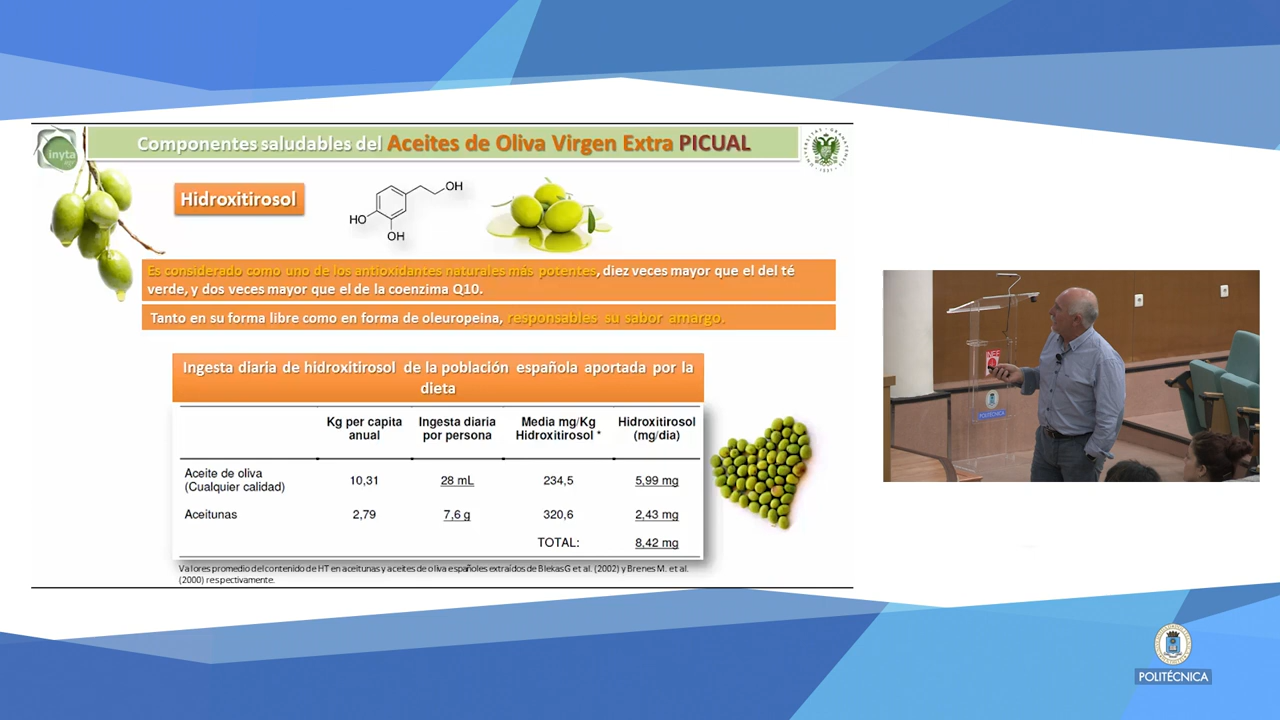 Componentes saludables del Aceites de Oliva Virgen Extra PICUAL
inyta
Hidroxitirosol
OH
HO
OH
Es considerado como uno de los antioxidantes naturales más potentes, diez veces mayor que el del té
verde, y dos veces mayor que el de la coenzima Q10.
Tanto en su forma libre como en forma de oleuropeina, responsables su sabor amargo.
Ingesta diaria de hidroxitirosol de la población española aportada por la
dieta
Kg per capita anual Ingesta diaria por persona Media mg/Kg Hidroxitirosol * Hidroxitirosol (mg/dia)
Aceite de oliva
(Cualquier calidad) 10,31 28 mL 234,5 5,99 mg
Aceitunas 2,79 7,6 g 320,6 2,43 mg
TOTAL: 8,42 mg
Valores promedio del contenido de HT en aceitunas y aceites de oliva españoles extraídos de Blekas G et al. (2002) y Brenes M. et al.
(2000) respectivamente.
INEF
POLITÉCNICA
POLITÉCNICA